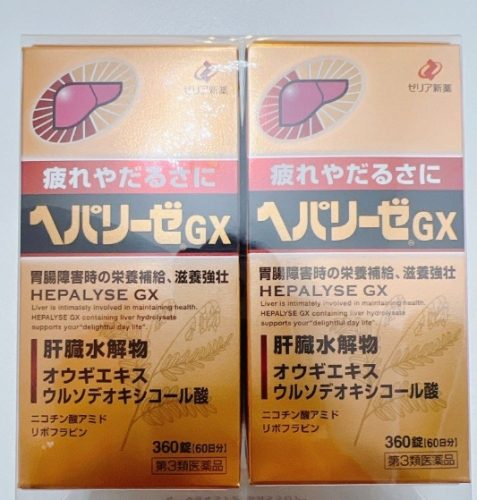 ゼリア新薬
疲れやだるさに
ヘパリーゼGX
胃腸障害時の栄養補給、滋養強壮
HEPALYSE GX
Liver is intimately involved in maintaining health.
HEPALYSE GX containing liver hydrolysate
supports your "delightful day life".
肝臓水解物
オウギエキス
ウルソデオキシコール酸
ニコチン酸アミド
リボフラビン
360錠[60日分]
第3類医薬品
ゼリア新薬
疲れやだるさに
ヘパリーゼ®GX
胃腸障害時の栄養補給、滋養強壮
HEPALYSE GX
Liver is intimately involved in maintaining health.
HEPALYSE GX containing liver hydrolysate
supports your "delightful day life".
肝臓水解物
オウギエキス
ウルソデオキシコール酸
ニコチン酸アミド
リボフラビン
360錠[60日分]
第3類医薬品